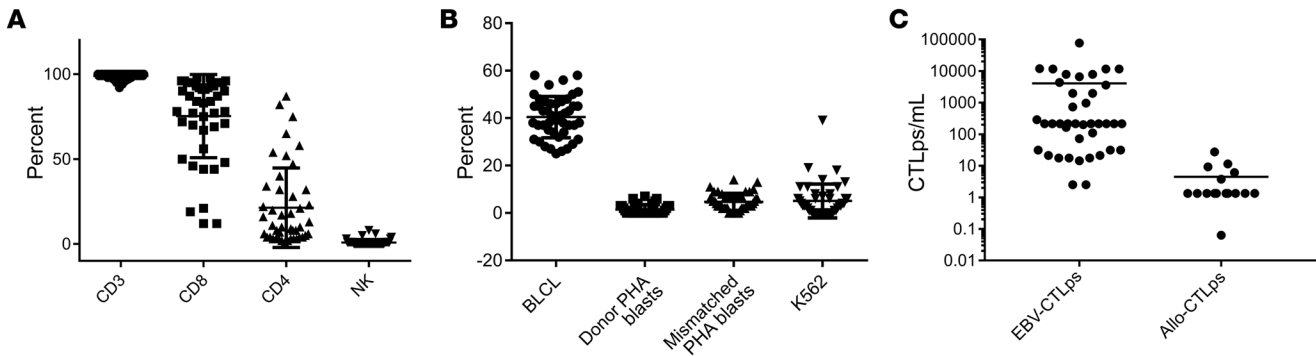 A
Percent
100
50
0
CD3
CD8
CD4
NK
B
Percent
80
60
40
20
0
-20
BLCL
Donor PHA
blasts
Mismatched
PHA blasts
K562
C
CTLps/mL
100000
10000
1000
100
10
1
0.1
0.01
EBV-CTLps
Allo-CTLps